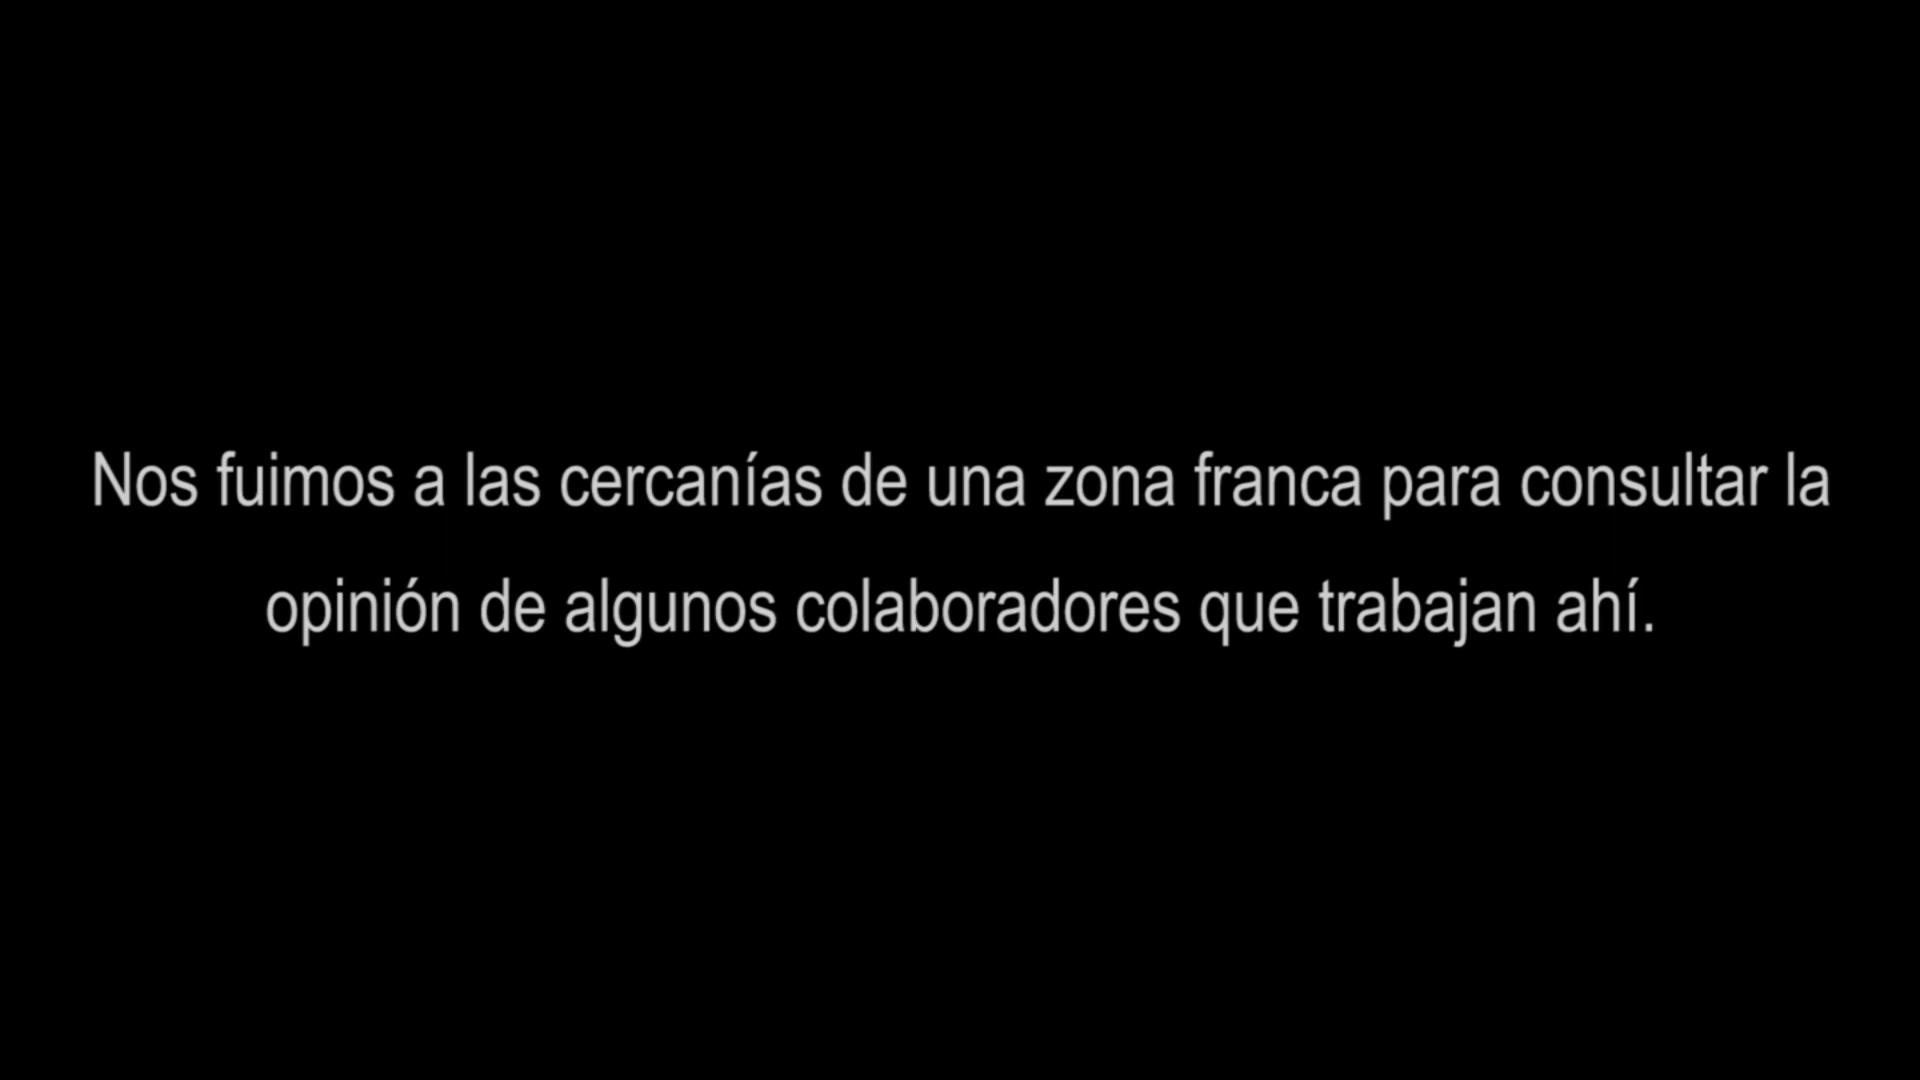 Nos fuimos a las cercanías de una zona franca para consultar la
opinión de algunos colaboradores que trabajan ahí.